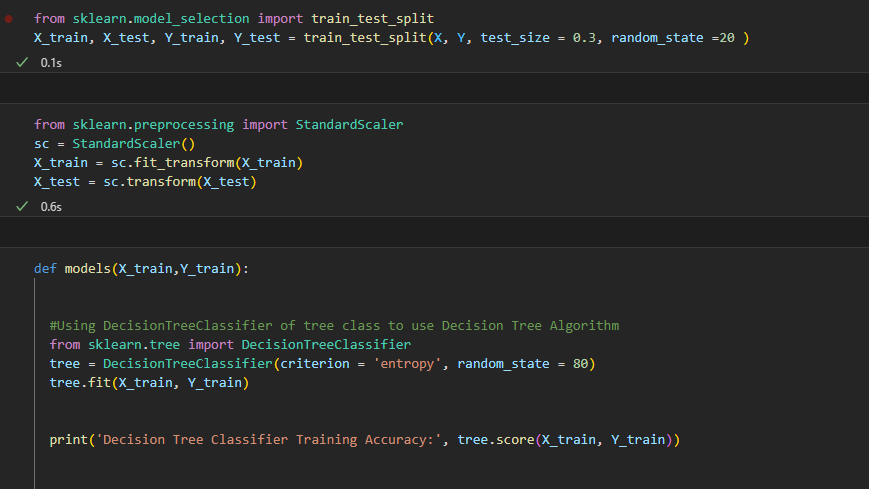 from sklearn.model_selection import train_test_split
X_train, X_test, Y_train, Y_test = train_test_split(X, Y, test_size = 0.3, random_state =20 )
0.1s
from sklearn.preprocessing import StandardScaler
sc = StandardScaler()
X_train = sc.fit_transform(X_train)
X_test = sc.transform(X_test)
0.6s
def models(X_train,Y_train):
#Using DecisionTreeClassifier of tree class to use Decision Tree Algorithm
from sklearn.tree import DecisionTreeClassifier
tree = DecisionTreeClassifier(criterion = 'entropy', random_state = 80)
tree.fit(X_train, Y_train)
print('Decision Tree Classifier Training Accuracy:', tree.score(X_train, Y_train))